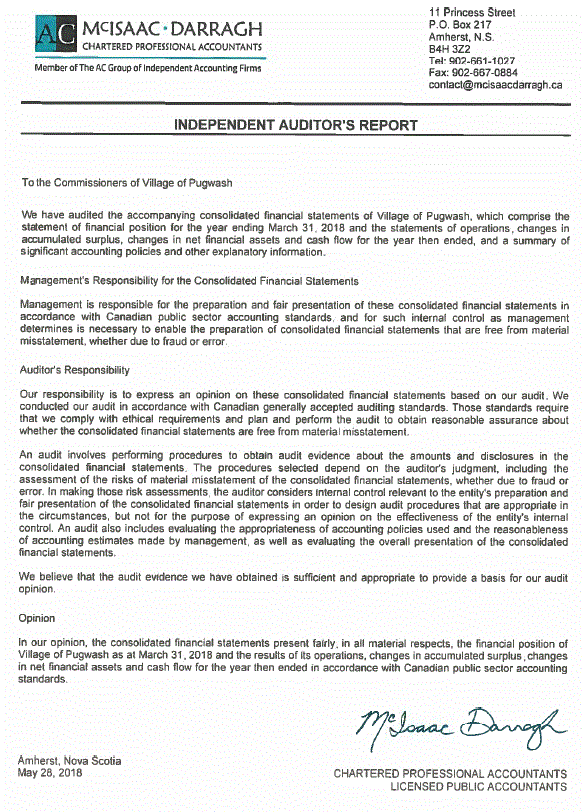 AC McISAAC · DARRAGH
CHARTERED PROFESSIONAL ACCOUNTANTS
Member of The AC Group of Independent Accounting Firms
11 Princess Street
P.O. Box 217
Amherst, N.S.
B4H 3Z2
Tel: 902-661-1027
Fax: 902-667-0884
contact@mcisaacdarragh.ca
INDEPENDENT AUDITOR'S REPORT
To the Commissioners of Village of Pugwash
We have audited the accompanying consolidated financial statements of Village of Pugwash, which comprise the
statement of financial position for the year ending March 31, 2018 and the statements of operations, changes in
accumulated surplus, changes in net financial assets and cash flow for the year then ended, and a summary of
significant accounting policies and other explanatory information.
Management's Responsibility for the Consolidated Financial Statements
Management is responsible for the preparation and fair presentation of these consolidated financial statements in
accordance with Canadian public sector accounting standards, and for such internal control as management
determines is necessary to enable the preparation of consolidated financial statements that are free from material
misstatement, whether due to fraud or error.
Auditor's Responsibility
Our responsibility is to express an opinion on these consolidated financial statements based on our audit. We
conducted our audit in accordance with Canadian generally accepted auditing standards. Those standards require
that we comply with ethical requirements and plan and perform the audit to obtain reasonable assurance about
whether the consolidated financial statements are free from material misstatement.
An audit involves performing procedures to obtain audit evidence about the amounts and disclosures in the
consolidated financial statements. The procedures selected depend on the auditor's judgment, including the
assessment of the risks of material misstatement of the consolidated financial statements, whether due to fraud or
error. In making those risk assessments, the auditor considers internal control relevant to the entity's preparation and
fair presentation of the consolidated financial statements in order to design audit procedures that are appropriate in
the circumstances, but not for the purpose of expressing an opinion on the effectiveness of the entity's internal
control. An audit also includes evaluating the appropriateness of accounting policies used and the reasonableness
of accounting estimates made by management, as well as evaluating the overall presentation of the consolidated
financial statements.
We believe that the audit evidence we have obtained is sufficient and appropriate to provide a basis for our audit
opinion.
Opinion
In our opinion, the consolidated financial statements present fairly, in all material respects, the financial position of
Village of Pugwash as at March 31, 2018 and the results of its operations, changes in accumulated surplus, changes
in net financial assets and cash flow for the year then ended in accordance with Canadian public sector accounting
standards.
McIsaac Darragh
Amherst, Nova Scotia
May 28, 2018
CHARTERED PROFESSIONAL ACCOUNTANTS
LICENSED PUBLIC ACCOUNTANTS